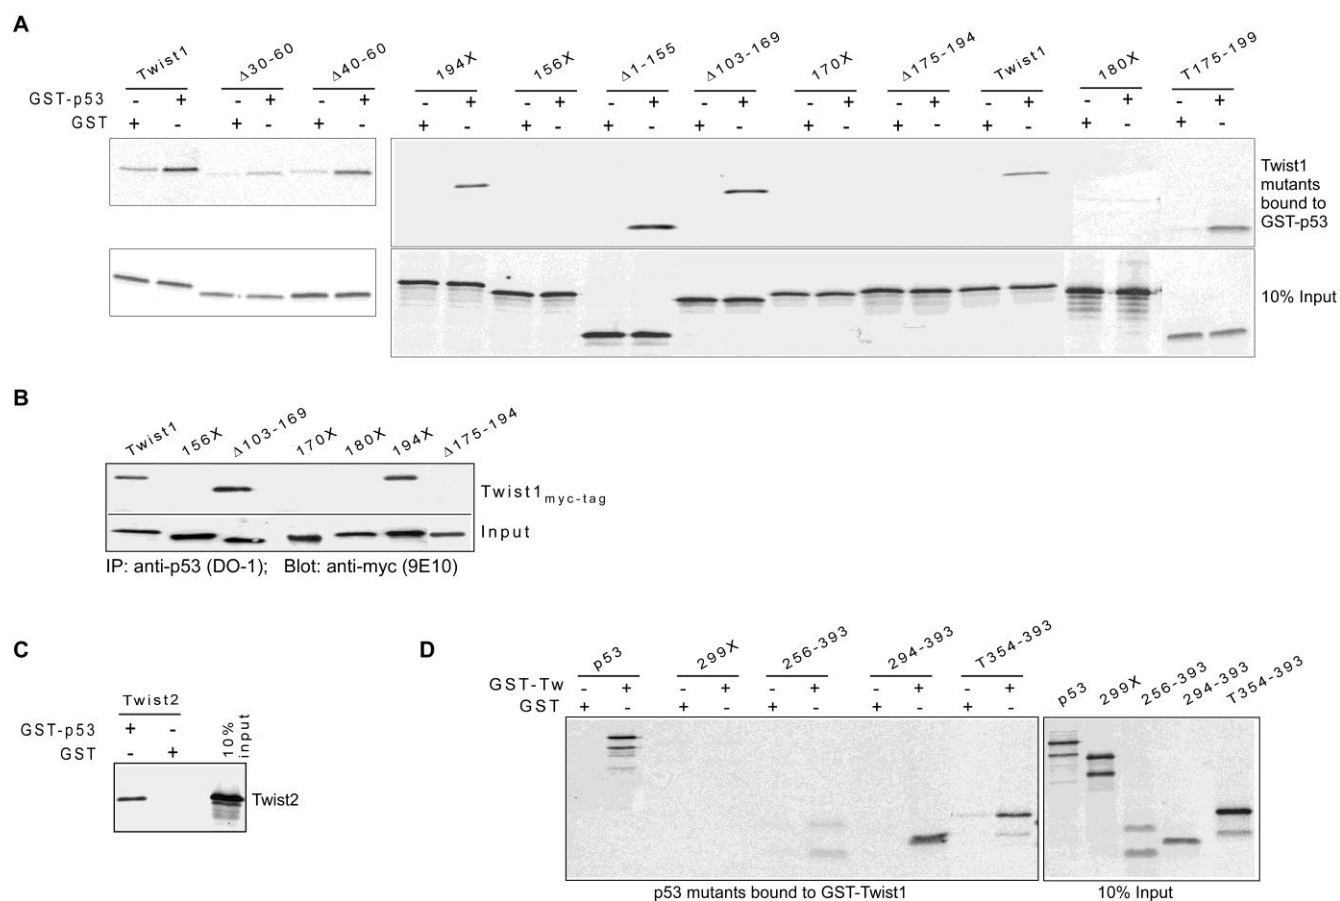 A
Twist1 Δ30-60 Δ40-60 194X 156X Δ1-155 Δ103-169 170X Δ175-194 Twist1 180X T175-199
GST-p53 - + - + - + - + - + - + - + - + - + - + - + - +
GST + - + - + - + - + - + - + - + - + - + - + - + -
Twist1
mutants
bound to
GST-p53
10% Input
B
Twist1 156X Δ103-169 170X 180X 194X Δ175-194
Twist1myc-tag
Input
IP: anti-p53 (DO-1); Blot: anti-myc (9E10)
C
Twist2
GST-p53 + -
GST - +
10% input
Twist2
D
p53 299X 256-393 294-393 T354-393
GST-Tw - + - + - + - + - +
GST + - + - + - + - + -
p53 299X 256-393 294-393 T354-393
p53 mutants bound to GST-Twist1
10% Input